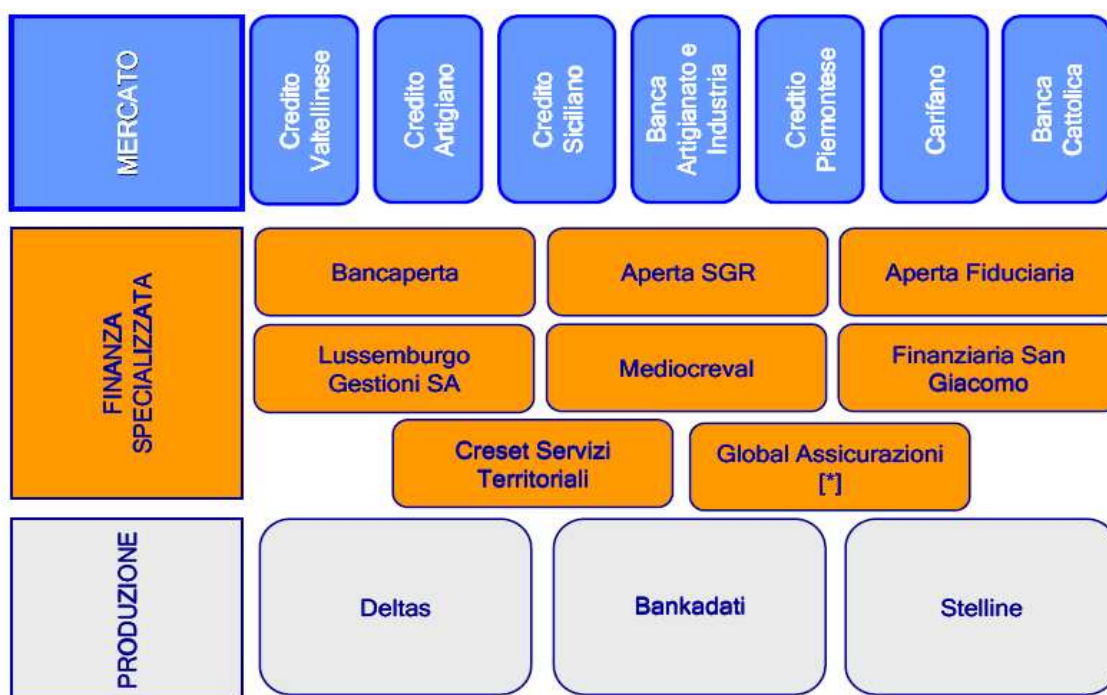 MERCATO
Credito
Valtellinese
Credito
Artigiano
Credito
Siciliano
Banca
Artigianato e
Industria
Credtio
Piemontese
Carifano
Banca
Cattolica
FINANZA
SPECIALIZZATA
Bancaperta
Aperta SGR
Aperta Fiduciaria
Lussemburgo
Gestioni SA
Mediocreval
Finanziaria San
Giacomo
Creset Servizi
Territoriali
Global Assicurazioni
[*]
PRODUZIONE
Deltas
Bankadati
Stelline